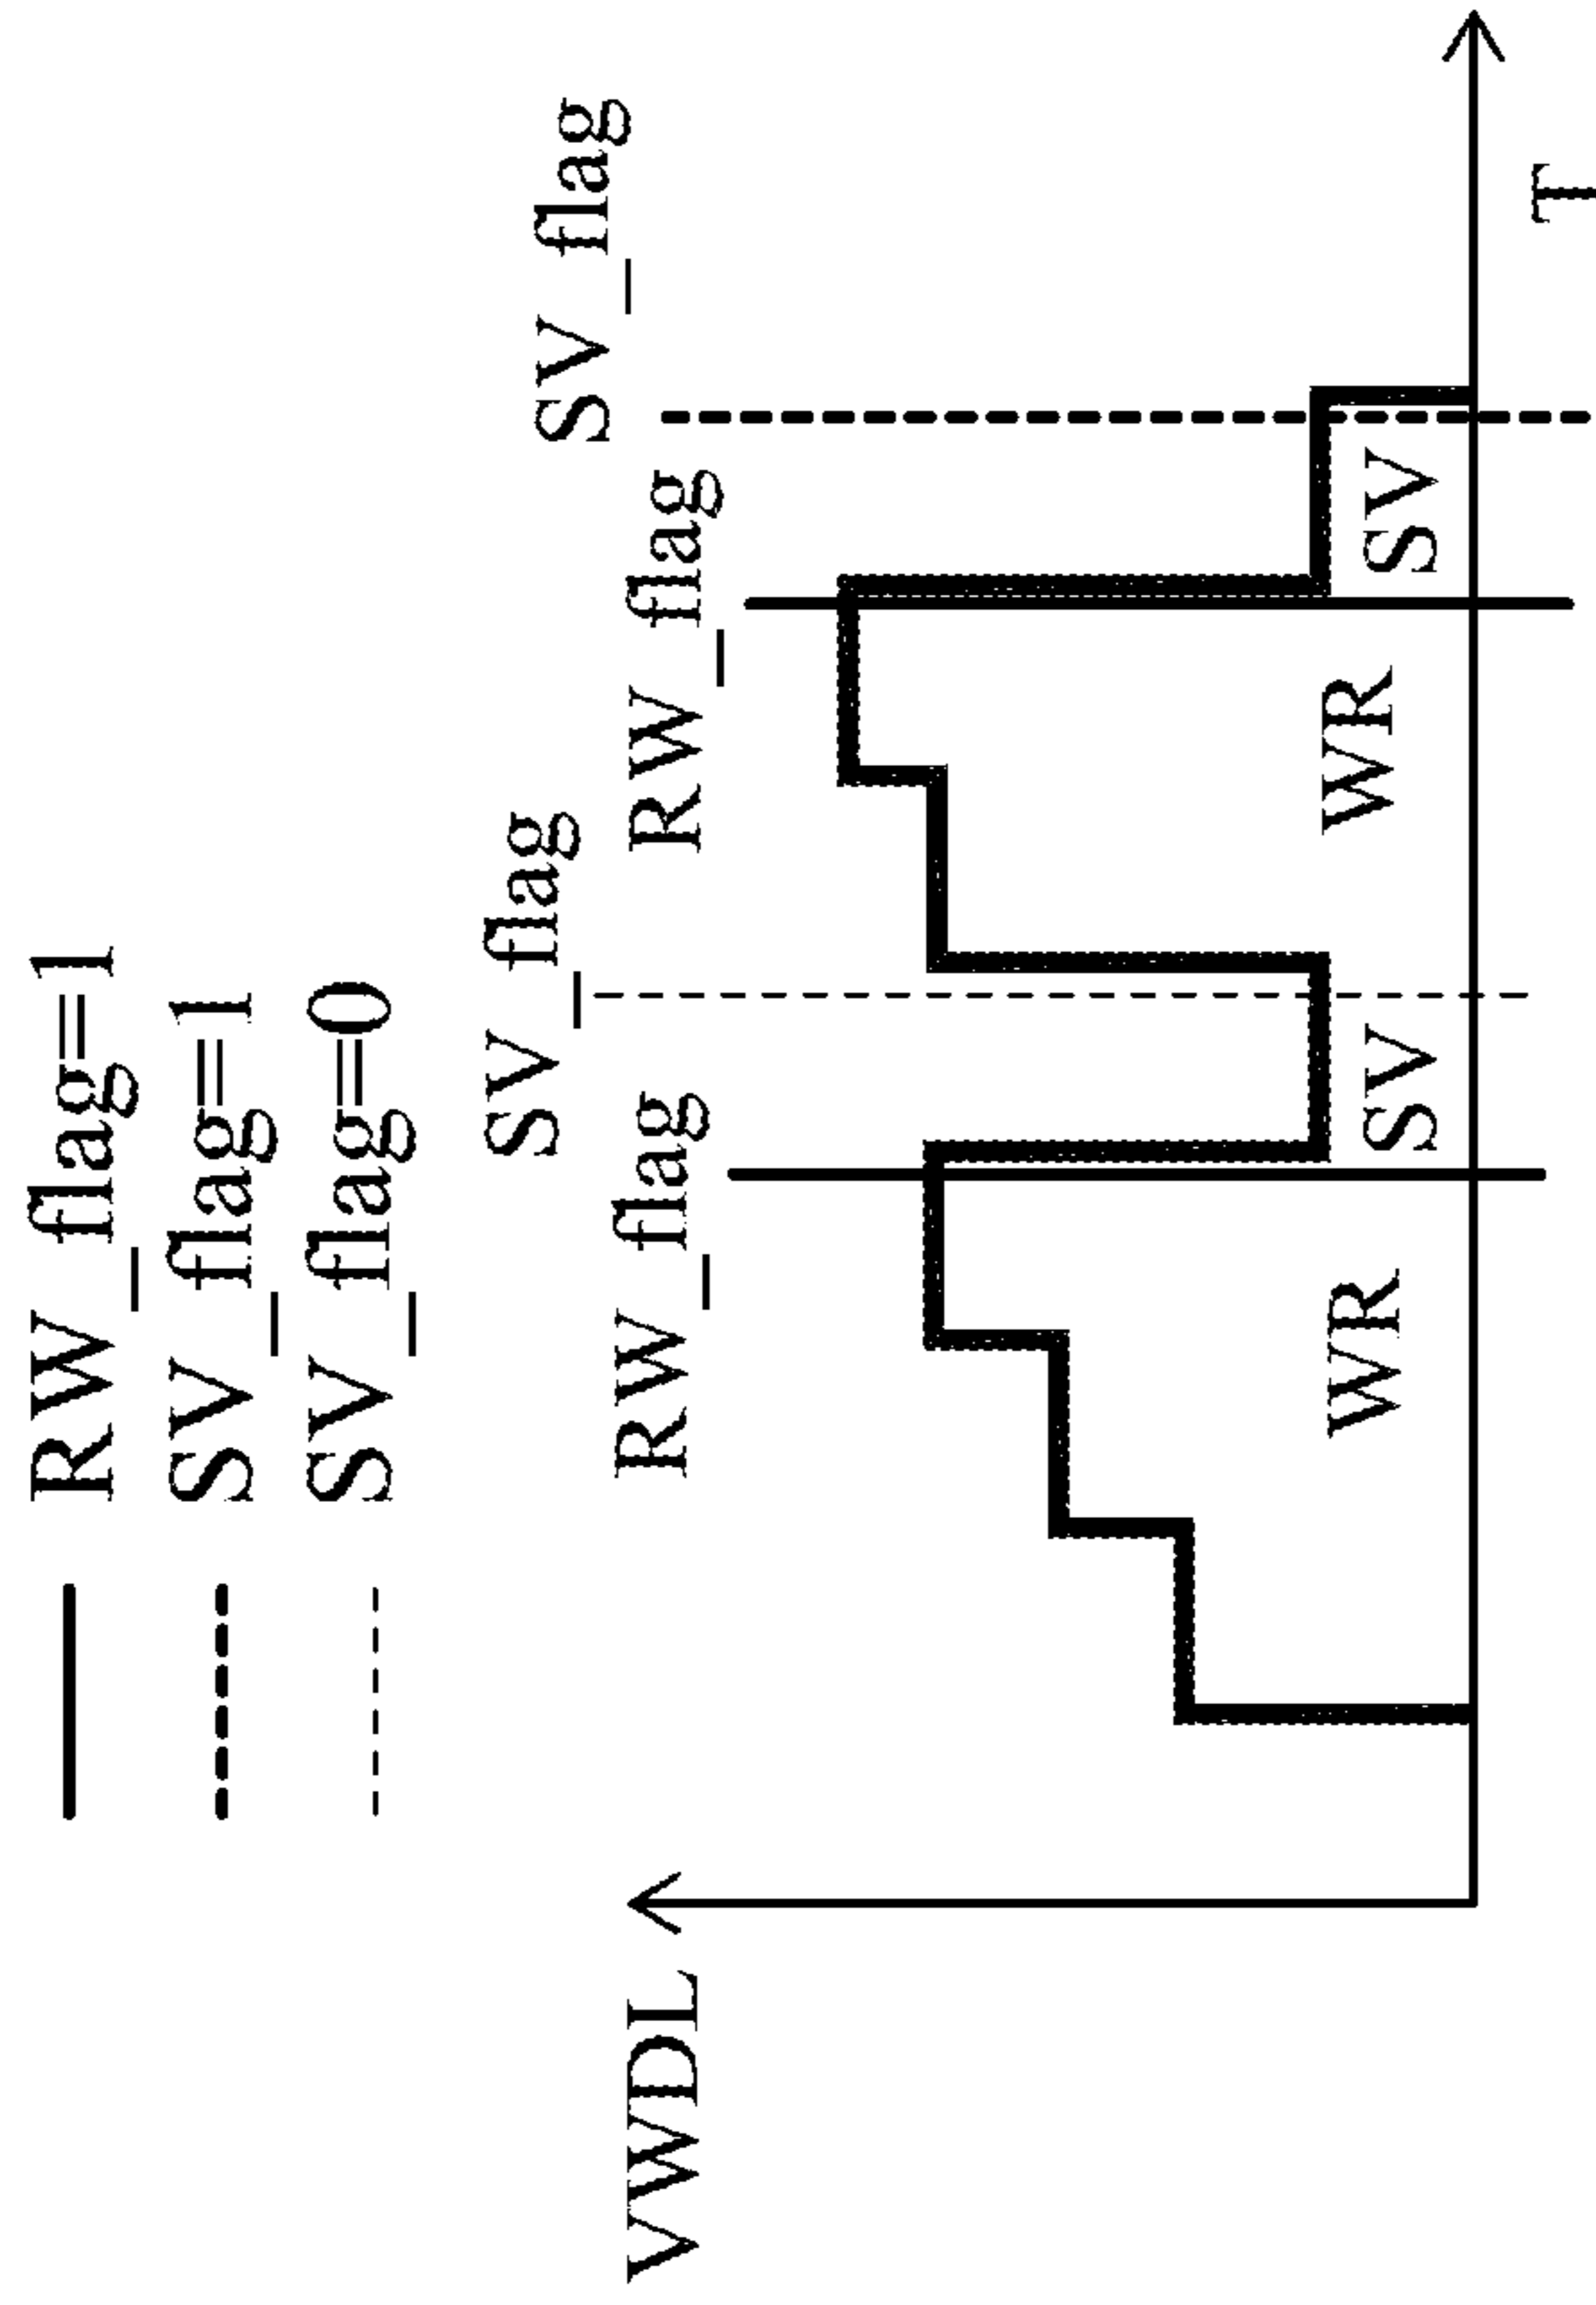 RW_flag=1
SV_flag=1
SV_flag=0
SV_flag
SV_flag
VWDL
RW_flag
RW_flag
WR
SV
WR
SV
T